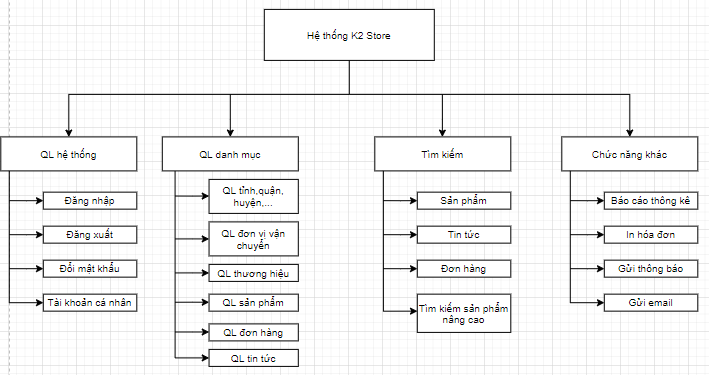 Hệ thống K2 Store
QL hệ thống
Đăng nhập
Đăng xuất
Đổi mật khẩu
Tài khoản cá nhân
QL danh mục
QL tỉnh,quận,
huyện,...
QL đơn vị vận
chuyển
QL thương hiệu
QL sản phẩm
QL đơn hàng
QL tin tức
Tìm kiếm
Sản phẩm
Tin tức
Đơn hàng
Tìm kiếm sản phẩm
nâng cao
Chức năng khác
Báo cáo thống kê
In hóa đơn
Gửi thông báo
Gửi email